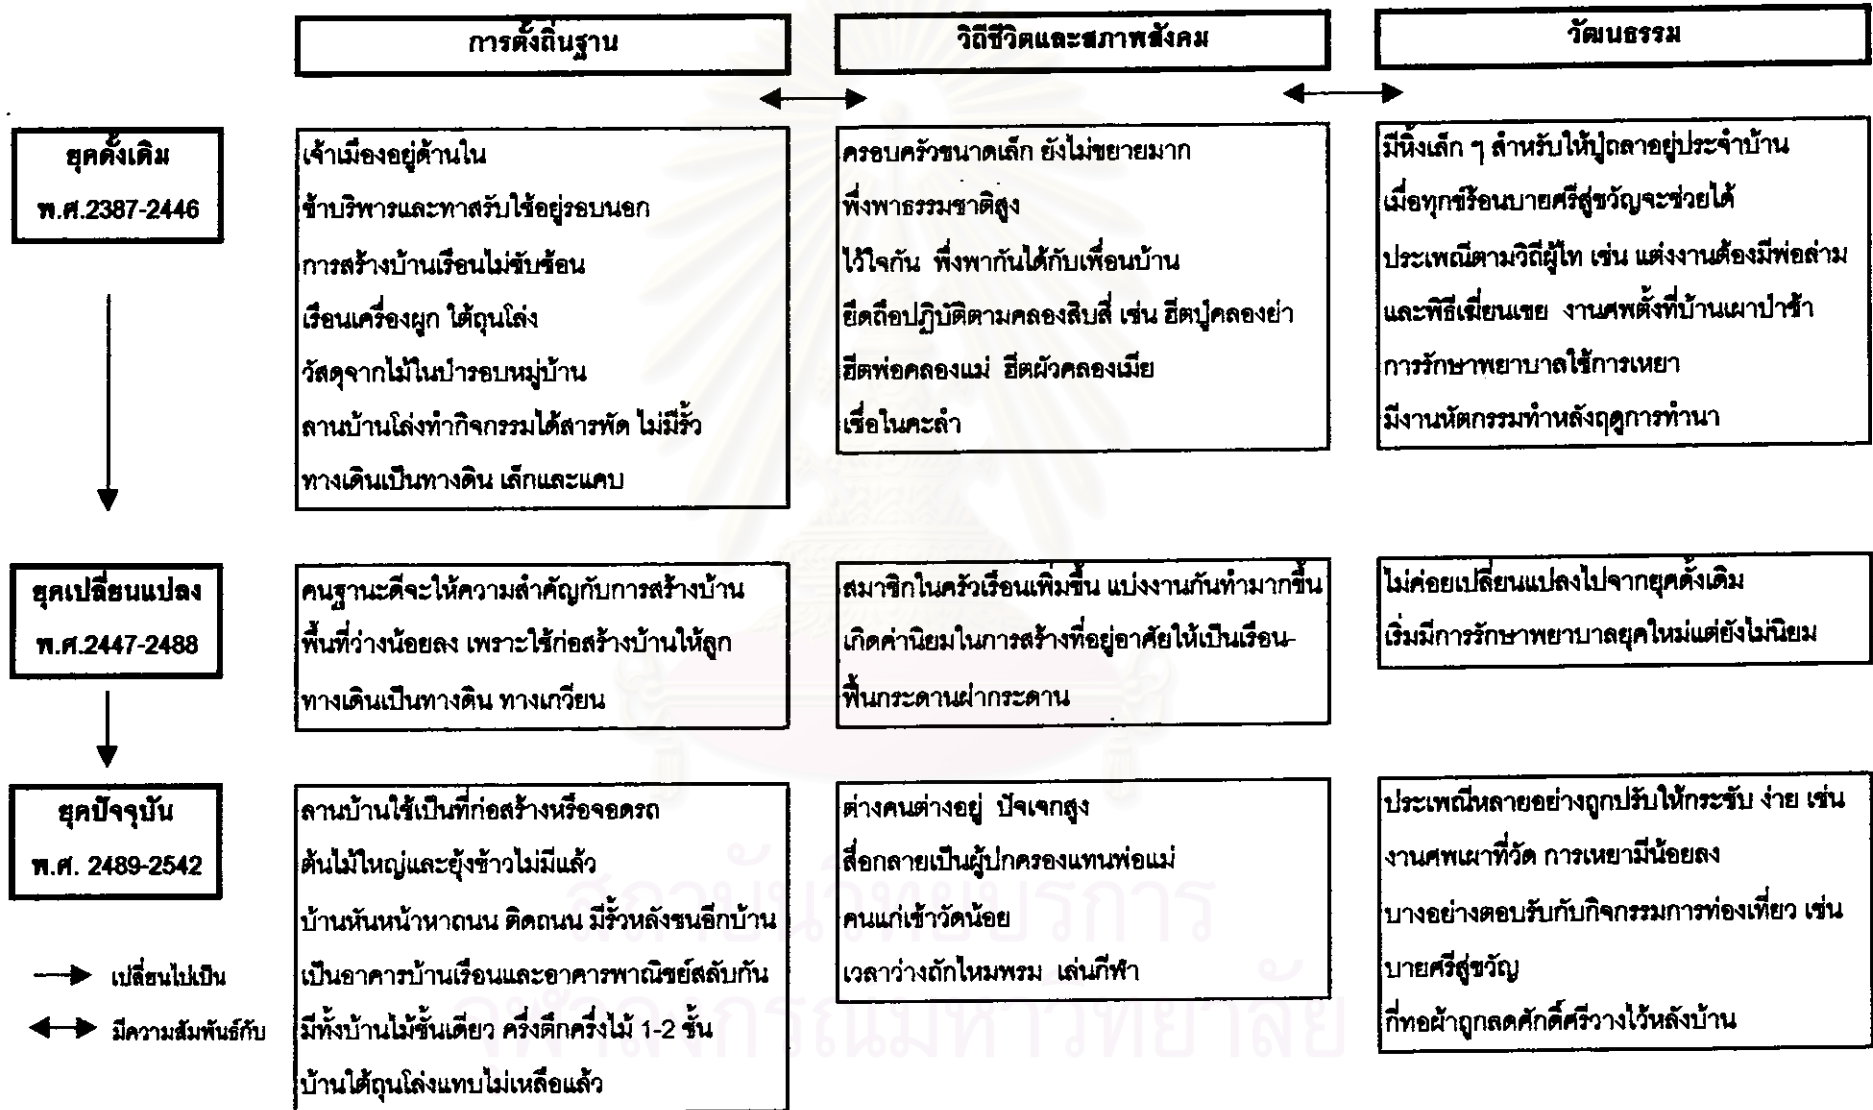 การตั้งถิ่นฐาน
วิถีชีวิตและสภาพสังคม
วัฒนธรรม
ยุคดั้งเดิม
พ.ศ.2387-2446
เจ้าเมืองอยู่ด้านใน
ข้าบริพารและทาสรับใช้อยู่รอบนอก
การสร้างบ้านเรือนไม่ซับซ้อน
เรือนเครื่องผูก ใต้ถุนโล่ง
วัสดุจากไม้ในป่ารอบหมู่บ้าน
ลานบ้านโล่งทำกิจกรรมได้สารพัด ไม่มีรั้ว
ทางเดินเป็นทางดิน เล็กและแคบ
ครอบครัวขนาดเล็ก ยังไม่ขยายมาก
พึ่งพาธรรมชาติสูง
ไว้ใจกัน พึ่งพากันได้กับเพื่อนบ้าน
ยึดถือปฏิบัติตามคลองสิบสี่ เช่น ฮีตปู่คลองย่า
ฮีตพ่อคลองแม่ ฮีตผัวคลองเมีย
เชื่อในคะลำ
มีหิ้งเล็ก ๆ สำหรับให้ปู่ถลาอยู่ประจำบ้าน
เมื่อทุกข์ร้อนบายศรีสู่ขวัญจะช่วยได้
ประเพณีตามวิถีผู้ไท เช่น แต่งงานต้องมีพ่อล่าม
และพิธีเฆี่ยนเขย งานศพตั้งที่บ้านเผาป่าช้า
การรักษาพยาบาลใช้การเหยา
มีงานหัตกรรมทำหลังฤดูการทำนา
ยุคเปลี่ยนแปลง
พ.ศ.2447-2488
คนฐานะดีจะให้ความสำคัญกับการสร้างบ้าน
พื้นที่ว่างน้อยลง เพราะใช้ก่อสร้างบ้านให้ลูก
ทางเดินเป็นทางดิน ทางเกวียน
สมาชิกในครัวเรือนเพิ่มขึ้น แบ่งงานกันทำมากขึ้น
เกิดค่านิยมในการสร้างที่อยู่อาศัยให้เป็นเรือน-
พื้นกระดานฝากระดาน
ไม่ค่อยเปลี่ยนแปลงไปจากยุคดั้งเดิม
เริ่มมีการรักษาพยาบาลยุคใหม่แต่ยังไม่นิยม
ยุคปัจจุบัน
พ.ศ. 2489-2542
ลานบ้านใช้เป็นที่ก่อสร้างหรือจอดรถ
ต้นไม้ใหญ่และยุ้งข้าวไม่มีแล้ว
บ้านหันหน้าหาถนน ติดถนน มีรั้วหลังชนอีกบ้าน
เป็นอาคารบ้านเรือนและอาคารพาณิชย์สลับกัน
มีทั้งบ้านไม้ชั้นเดียว ครึ่งตึกครึ่งไม้ 1-2 ชั้น
บ้านใต้ถุนโล่งแทบไม่เหลือแล้ว
ต่างคนต่างอยู่ ปัจเจกสูง
สื่อกลายเป็นผู้ปกครองแทนพ่อแม่
คนแก่เข้าวัดน้อย
เวลาว่างถักไหมพรม เล่นกีฬา
ประเพณีหลายอย่างถูกปรับให้กระชับ ง่าย เช่น
งานศพเผาที่วัด การเหยามีน้อยลง
บางอย่างตอบรับกับกิจกรรมการท่องเที่ยว เช่น
บายศรีสู่ขวัญ
กี่ทอผ้าถูกลดศักดิ์ศรีวางไว้หลังบ้าน
เปลี่ยนไปเป็น
มีความสัมพันธ์กับ
สถาบันวิทยบริการ
จุฬาลงกรณ์มหาวิทยาลัย